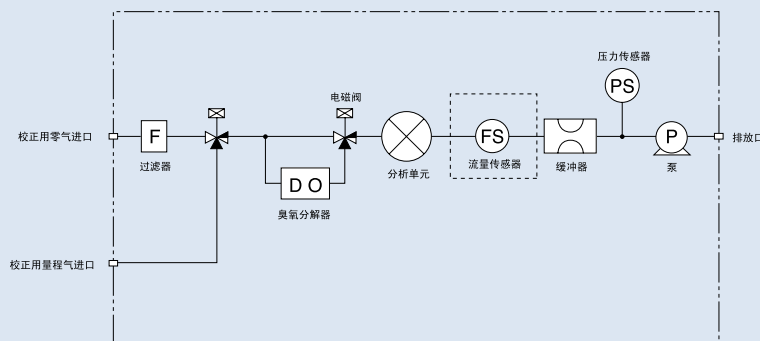 压力传感器
PS
电磁阀
校正用零气进口
F
FS
P
排放口
过滤器
分析单元
流量传感器
缓冲器
泵
D O
臭氧分解器
校正用量程气进口